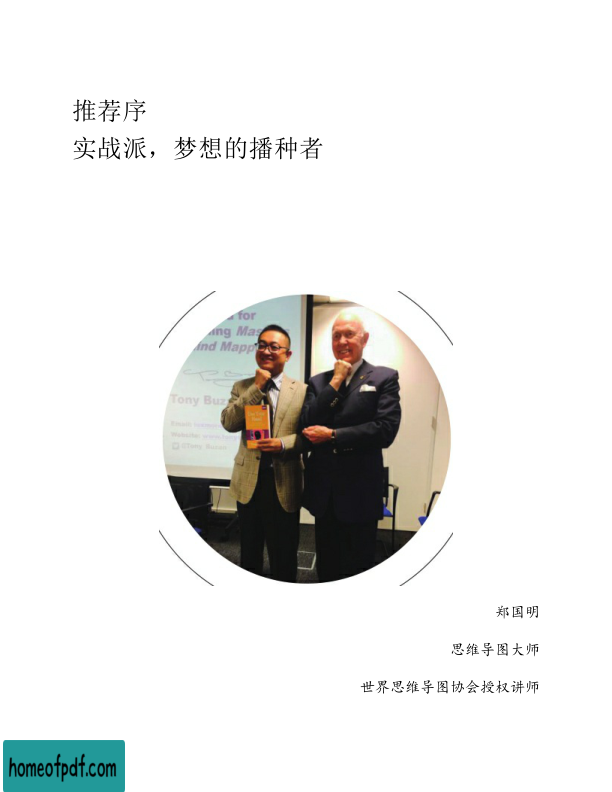 推荐序
实战派，梦想的播种者
for
ing Mas
ind Mapp
Tony Buz
Website:
郑国明
思维导图大师
世界思维导图协会授权讲师
homeofpdf.com